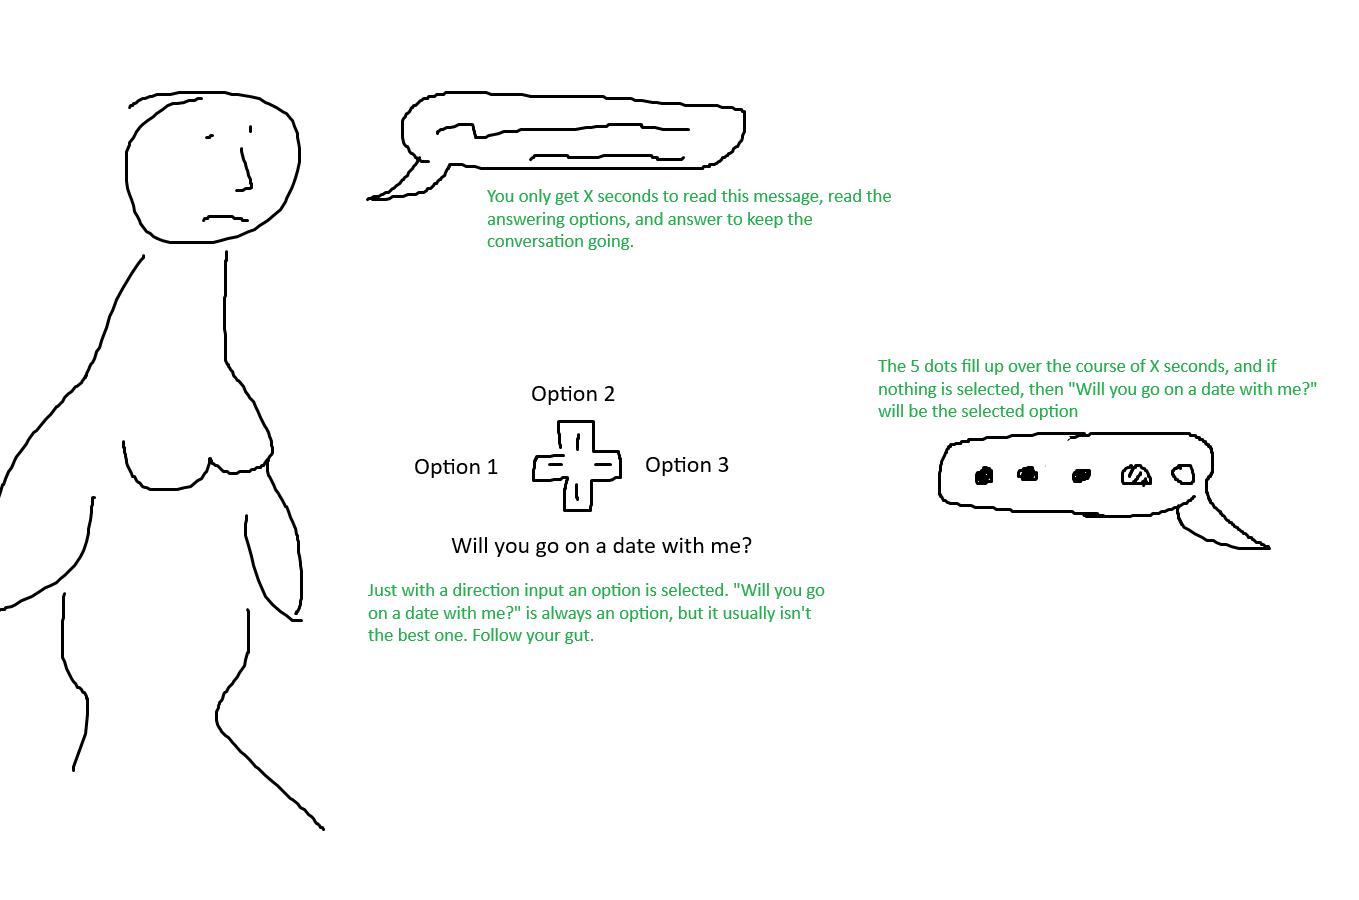 You only get X seconds to read this message, read the
answering options, and answer to keep the
conversation going.
The 5 dots fill up over the course of X seconds, and if
nothing is selected, then "Will you go on a date with me?"
will be the selected option
Option 2
Option 1
Option 3
Will you go on a date with me?
Just with a direction input an option is selected. "Will you go
on a date with me?" is always an option, but it usually isn't
the best one. Follow your gut.